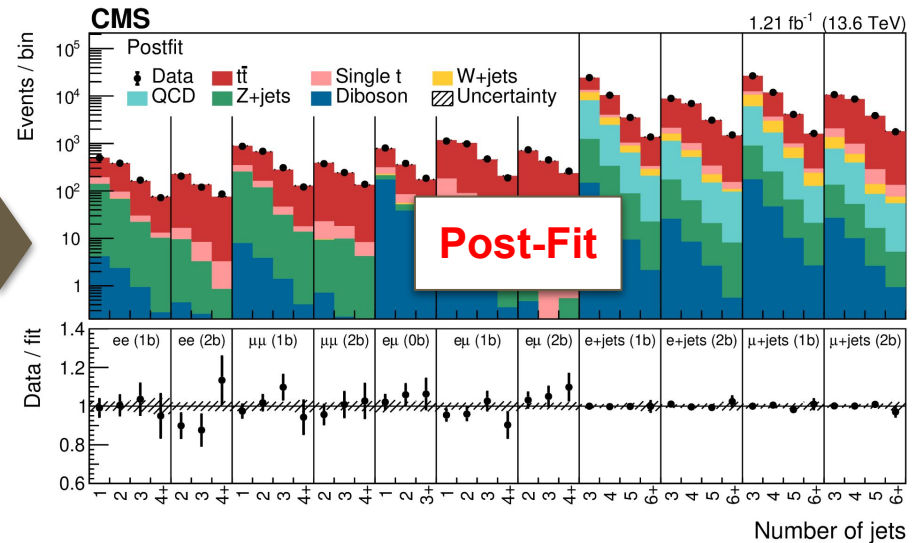 CMS
1.21 fb⁻¹ (13.6 TeV)
Events / bin
10⁵
10⁴
10³
10²
10
1
Postfit
Data tt̄ Single t W+jets
QCD Z+jets Diboson Uncertainty
Post-Fit
Data / fit
1.4
1.2
1
0.8
0.6
ee (1b) ee (2b) μμ (1b) μμ (2b) eμ (0b) eμ (1b) eμ (2b) e+jets (1b) e+jets (2b) μ+jets (1b) μ+jets (2b)
1 2 3 4+ 2 3 4+ 1 2 3 4+ 2 3 4+ 1 2 3+ 1 2 3 4+ 2 3 4+ 3 4 5 6+ 3 4 5 6+ 3 4 5 6+ 3 4 5 6+
Number of jets